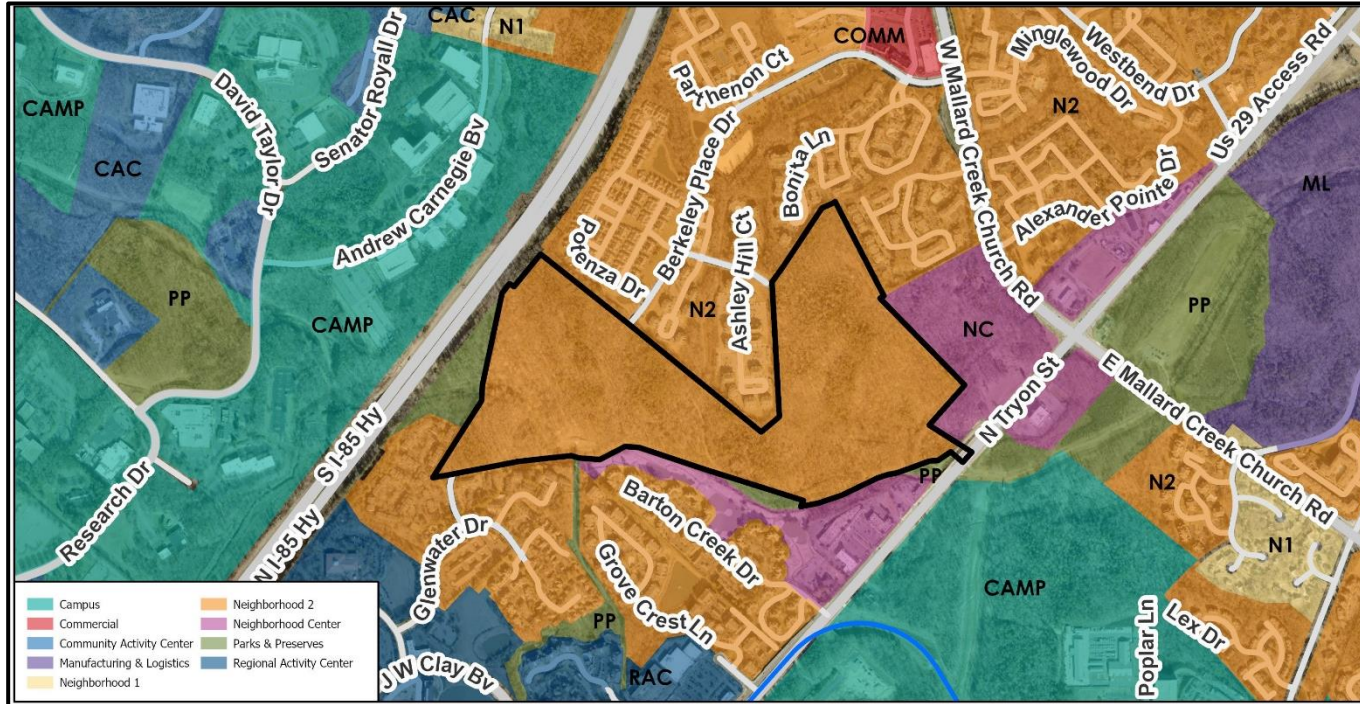 CAC
N1
COMM
Parthenon Ct
W Mallard Creek Church Rd
Minglewood Dr
Westbend Dr
Us 29 Access Rd
CAMP
David Taylor Dr
Senator Royall Dr
N2
CAC
Andrew Carnegie Bv
Berkeley Place Dr
Bonita Ln
ML
Alexander Pointe Dr
Potenza Dr
Ashley Hill Ct
PP
CAMP
N2
NC
PP
N Tryon St
E Mallard Creek Church Rd
S I-85 Hy
Research Dr
PP
N2
Barton Creek Dr
N I-85 Hy
Glenwater Dr
Grove Crest Ln
N1
CAMP
PP
Poplar Ln
Lex Dr
J W Clay Bv
RAC
Campus
Commercial
Community Activity Center
Manufacturing & Logistics
Neighborhood 1
Neighborhood 2
Neighborhood Center
Parks & Preserves
Regional Activity Center